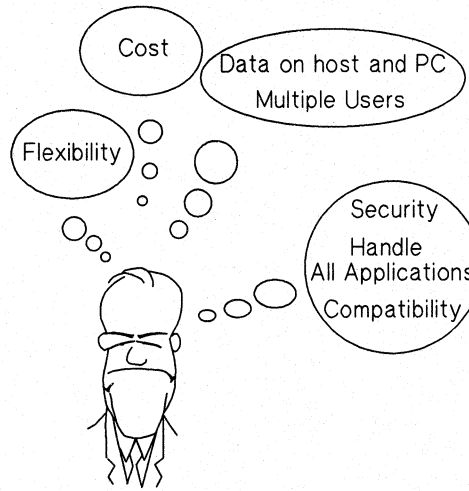 Cost
Data on host and PC
Multiple Users
Flexibility
Security
Handle
All Applications
Compatibility